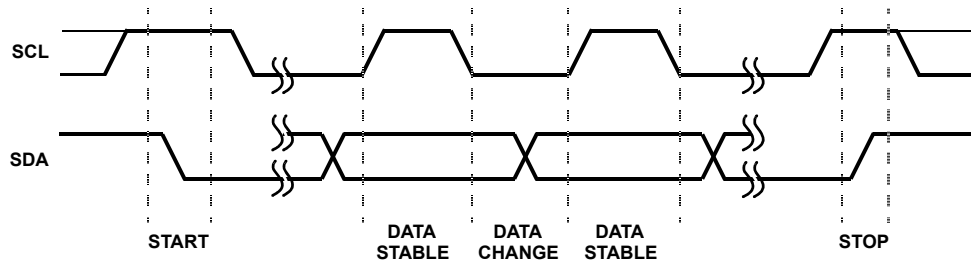 SCL
SDA
START
DATA
STABLE
DATA
CHANGE
DATA
STABLE
STOP